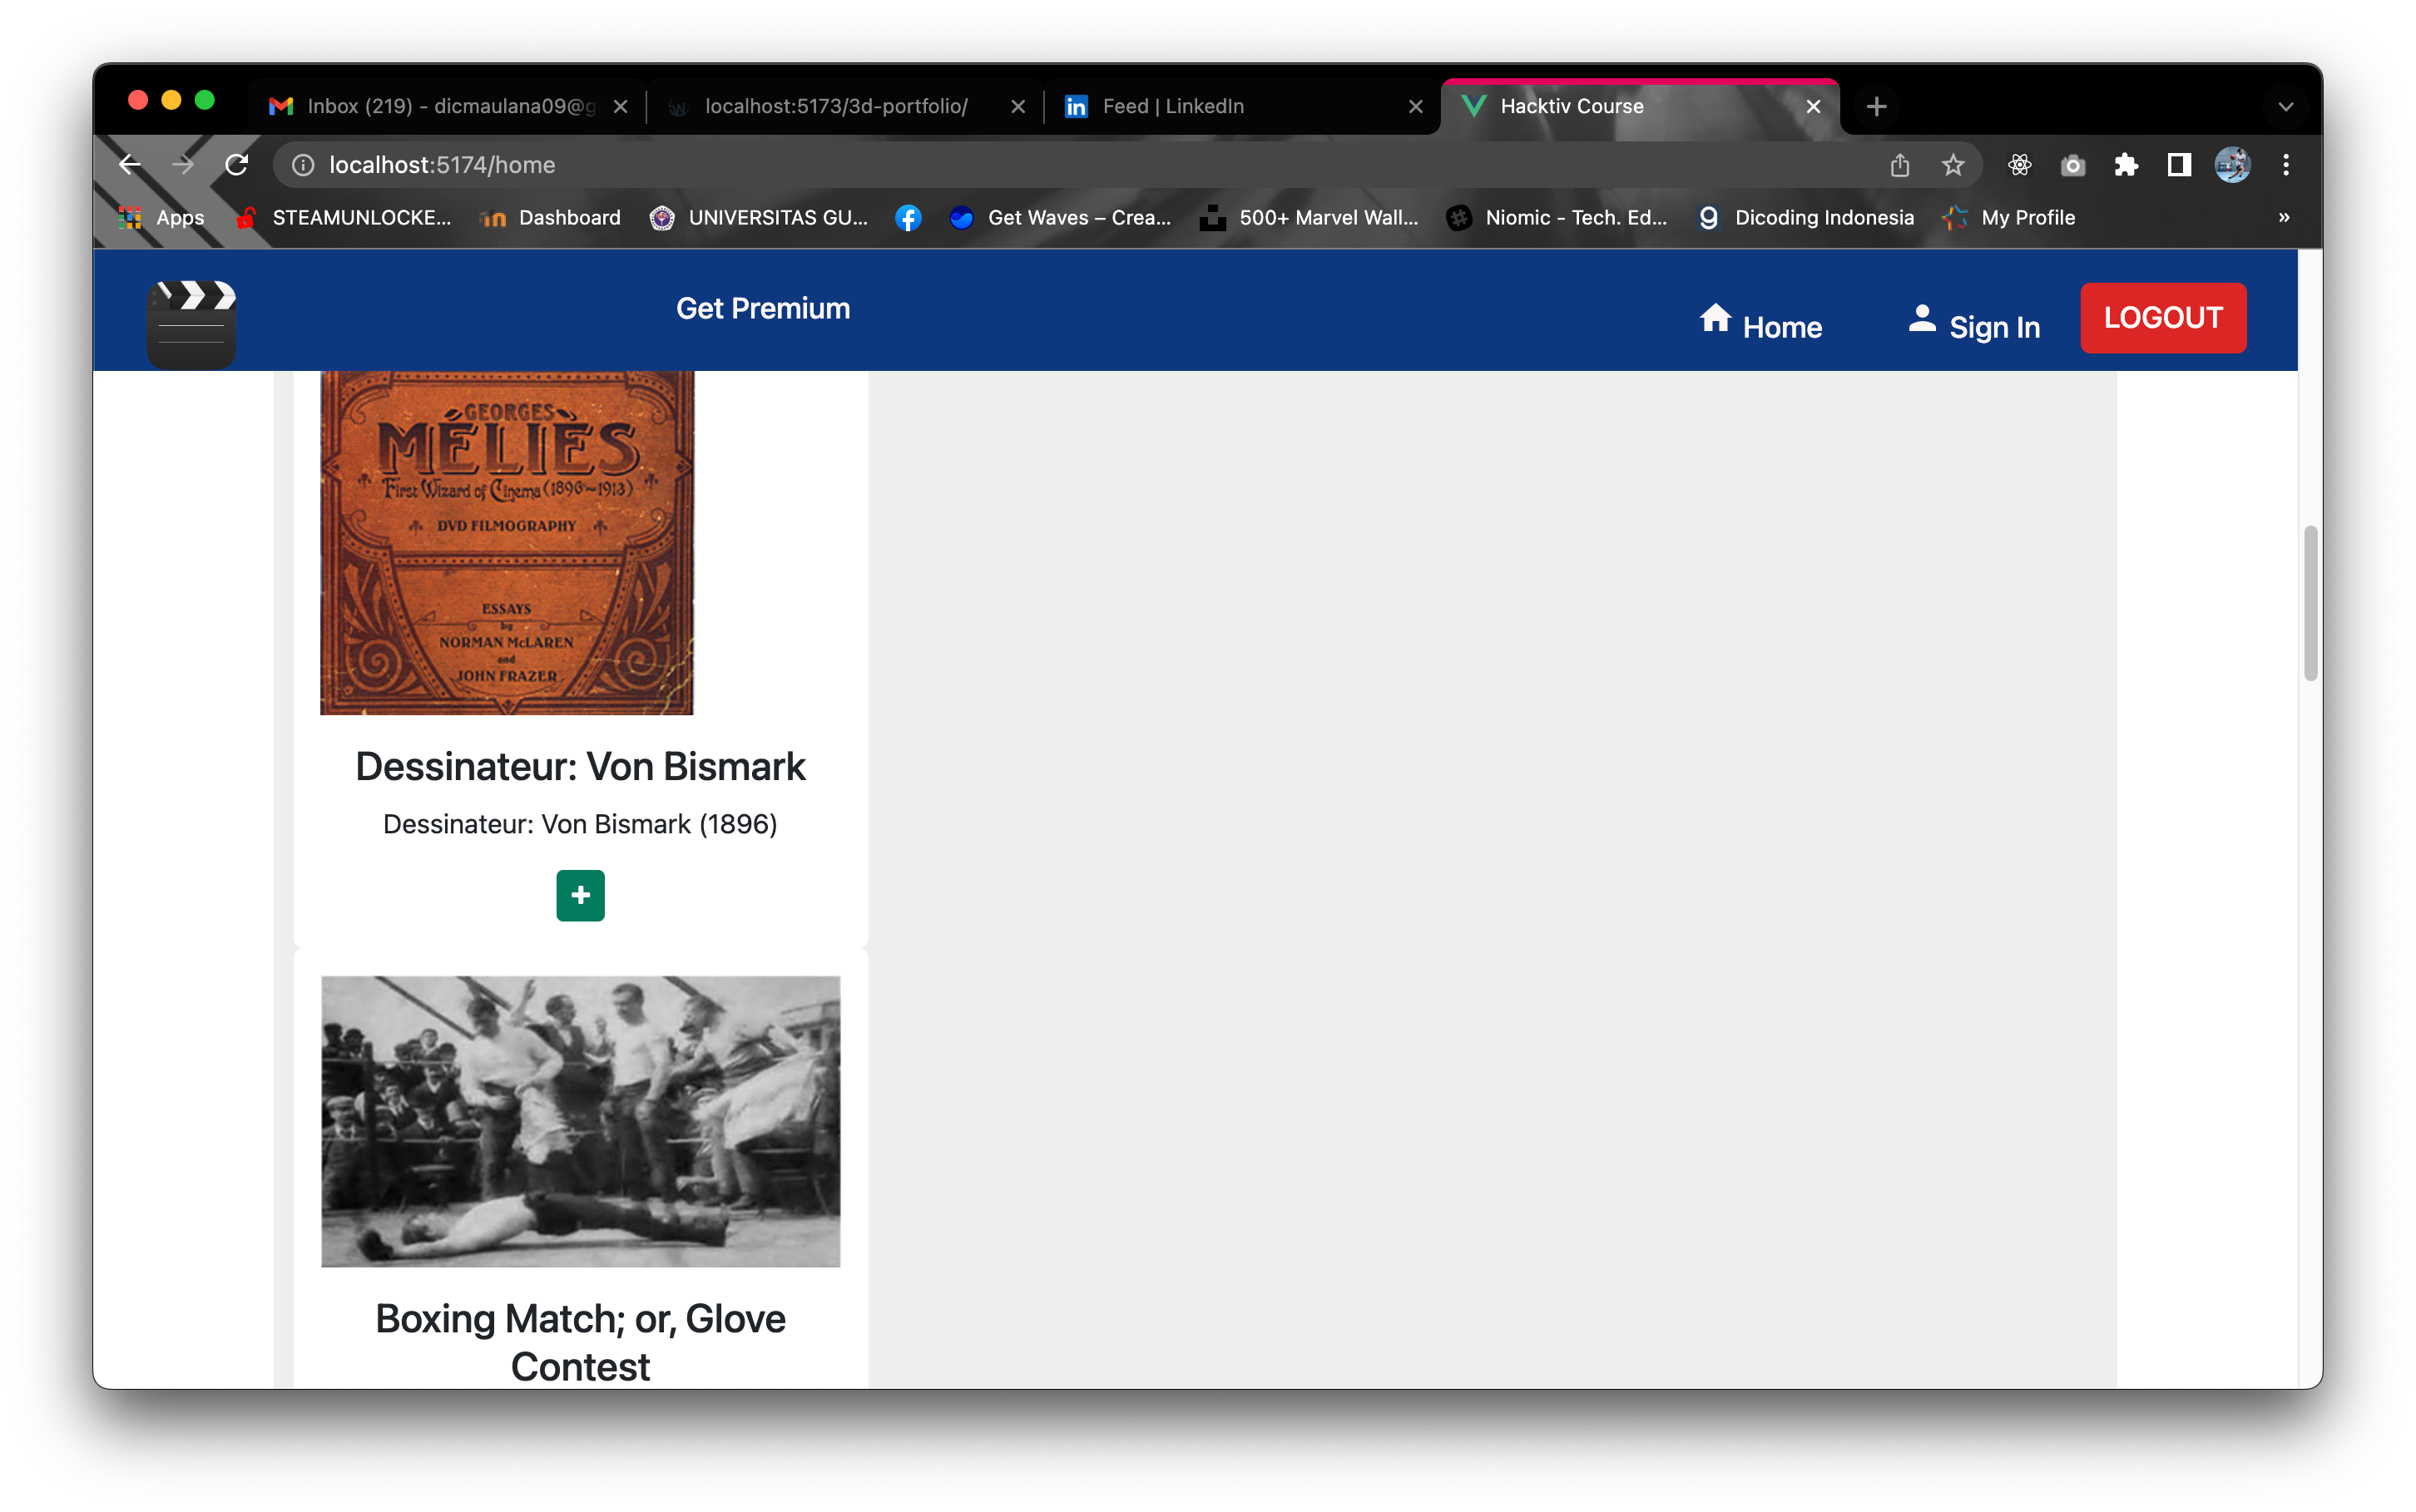 Inbox (219) - dicmaulana09@g
localhost:5173/3d-portfolio/
Feed | LinkedIn
Hacktiv Course
localhost:5174/home
Apps
STEAMUNLOCKE...
Dashboard
UNIVERSITAS GU...
Get Waves – Crea...
500+ Marvel Wall...
Niomic - Tech. Ed...
Dicoding Indonesia
My Profile
»
Get Premium
Home
Sign In
LOGOUT
GEORGES
MÉLIÈS
First Wizard of Cinema (1896~1913)
DVD FILMOGRAPHY
ESSAYS
by
NORMAN McLAREN
and
JOHN FRAZER
Dessinateur: Von Bismark
Dessinateur: Von Bismark (1896)
+
Boxing Match; or, Glove
Contest